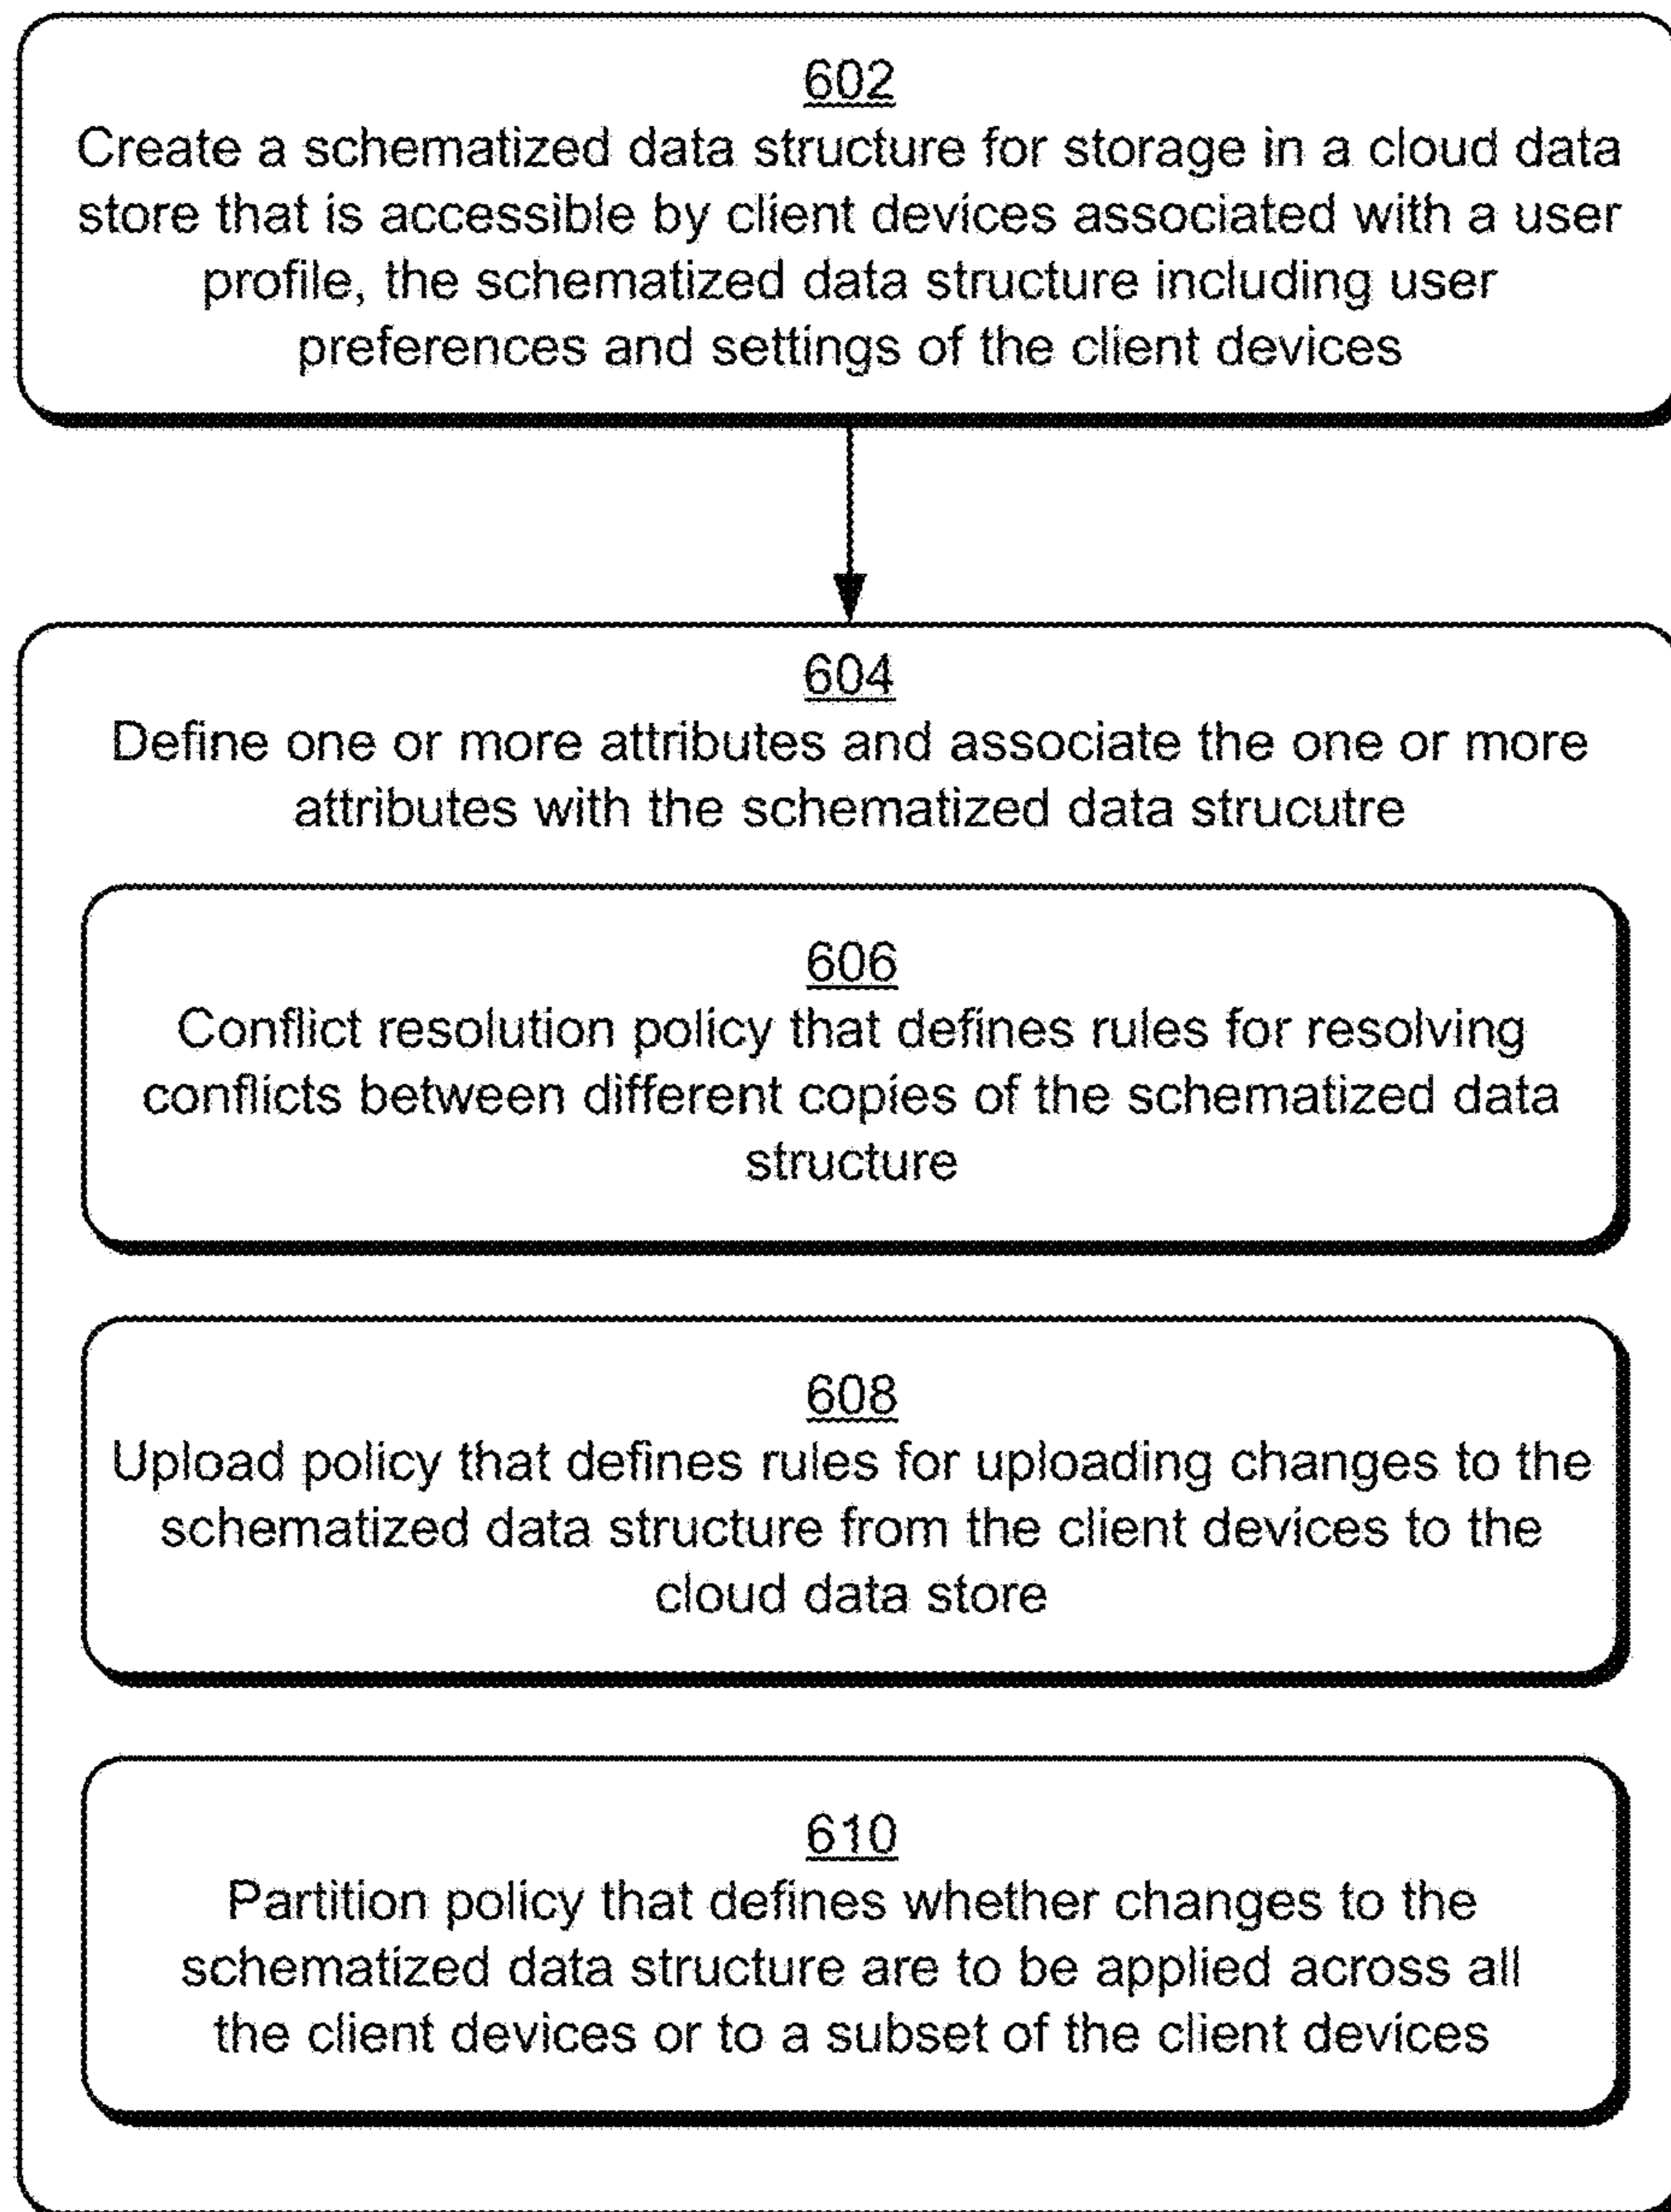 602
Create a schematized data structure for storage in a cloud data
store that is accessible by client devices associated with a user
profile, the schematized data structure including user
preferences and settings of the client devices
604
Define one or more attributes and associate the one or more
attributes with the schematized data strucutre
606
Conflict resolution policy that defines rules for resolving
conflicts between different copies of the schematized data
structure
608
Upload policy that defines rules for uploading changes to the
schematized data structure from the client devices to the
cloud data store
610
Partition policy that defines whether changes to the
schematized data structure are to be applied across all
the client devices or to a subset of the client devices